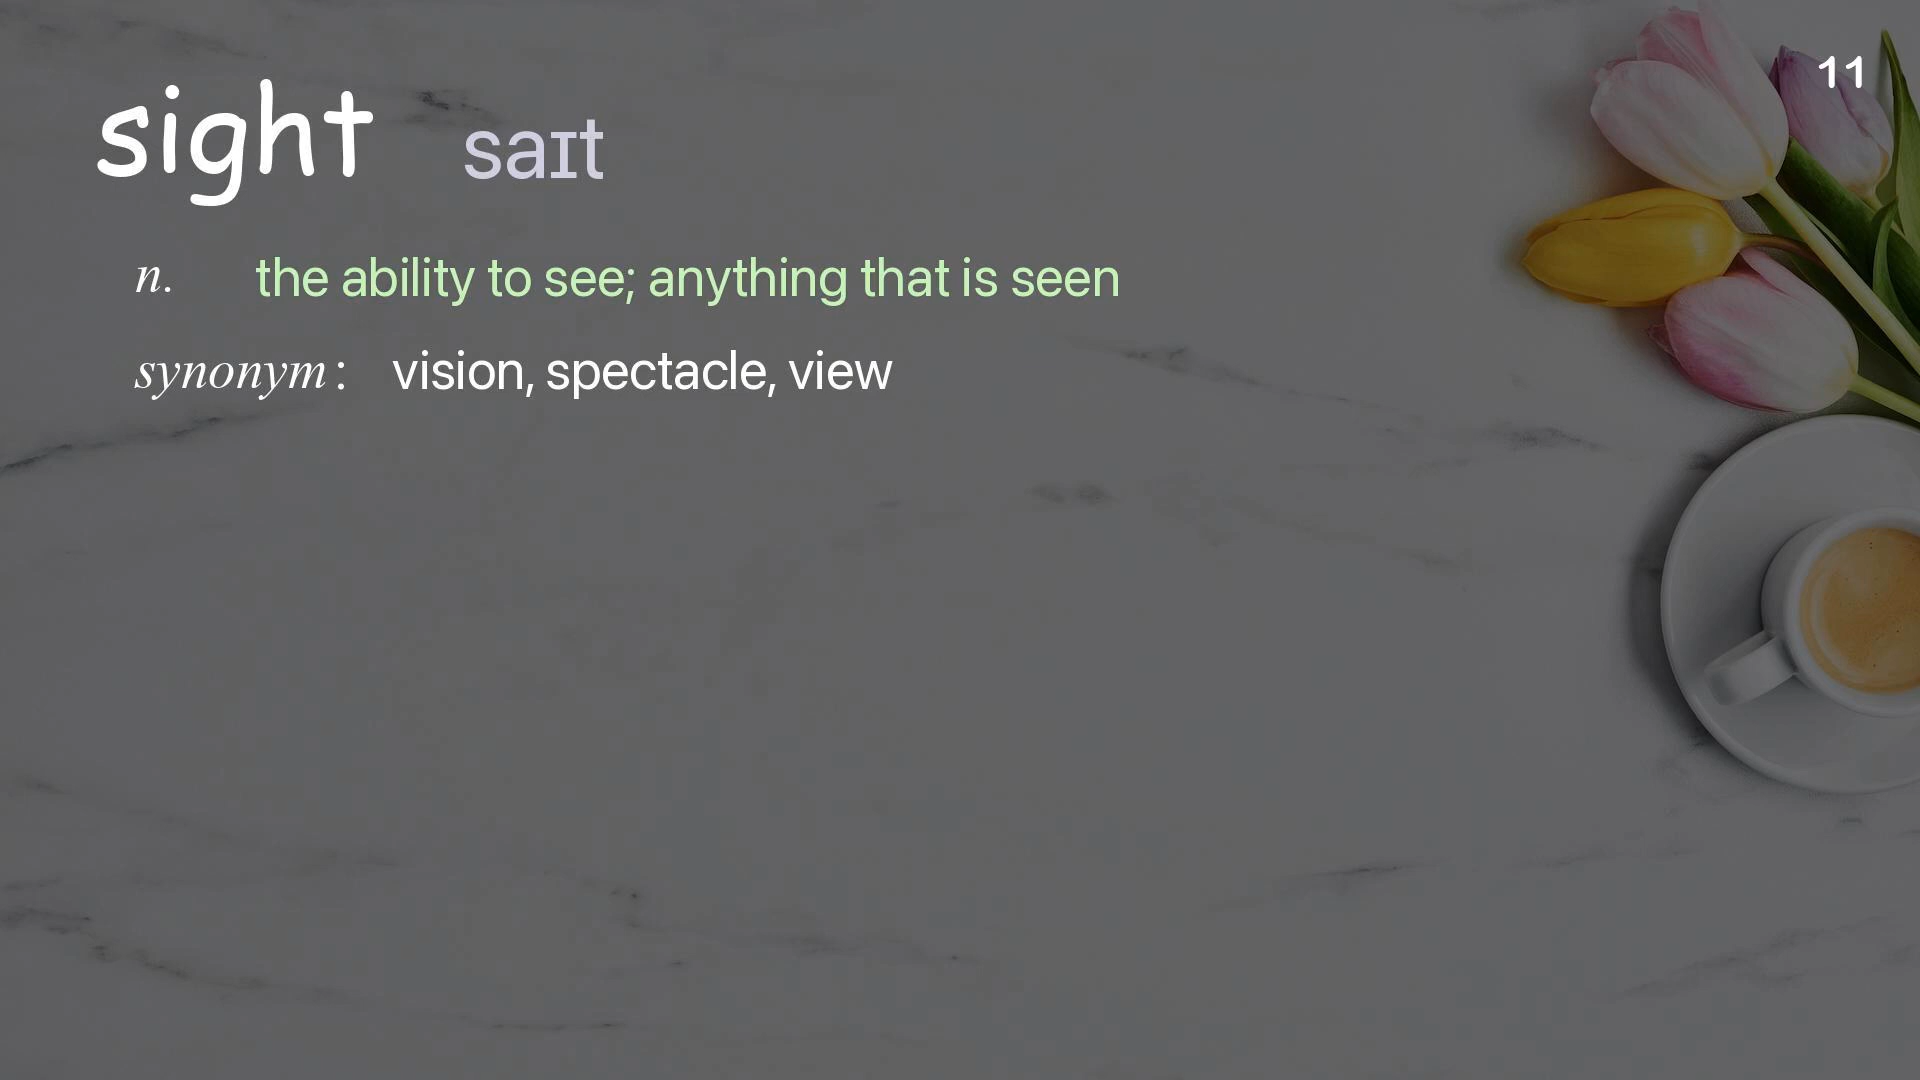 11
sight saɪt
n. the ability to see; anything that is seen
synonym: vision, spectacle, view